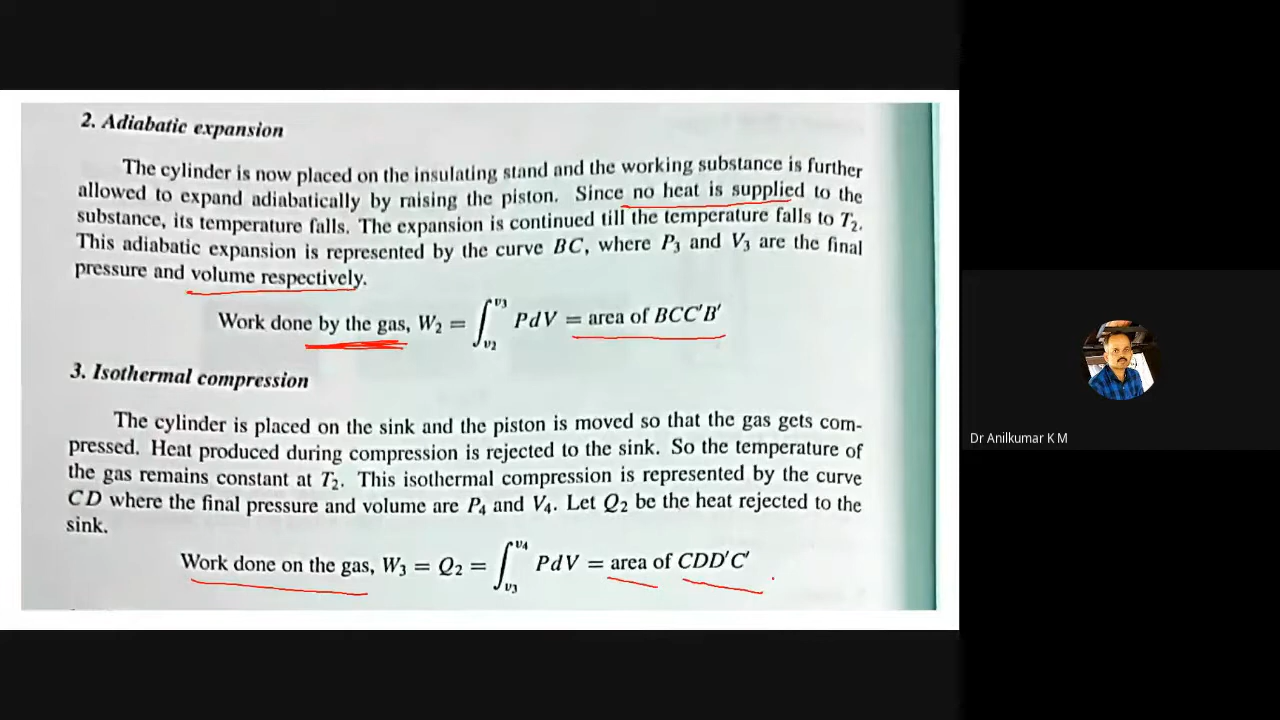 2. Adiabatic expansion
The cylinder is now placed on the insulating stand and the working substance is further
allowed to expand adiabatically by raising the piston. Since no heat is supplied to the
substance, its temperature falls. The expansion is continued till the temperature falls to T₂.
This adiabatic expansion is represented by the curve BC, where P₃ and V₃ are the final
pressure and volume respectively.
Work done by the gas, W₂ = ∫_{v₂}^{v₃} PdV = area of BCC′B′
3. Isothermal compression
The cylinder is placed on the sink and the piston is moved so that the gas gets com-
pressed. Heat produced during compression is rejected to the sink. So the temperature of
the gas remains constant at T₂. This isothermal compression is represented by the curve
CD where the final pressure and volume are P₄ and V₄. Let Q₂ be the heat rejected to the
sink.
Work done on the gas, W₃ = Q₂ = ∫_{v₃}^{v₄} PdV = area of CDD′C′
Dr Anilkumar K M